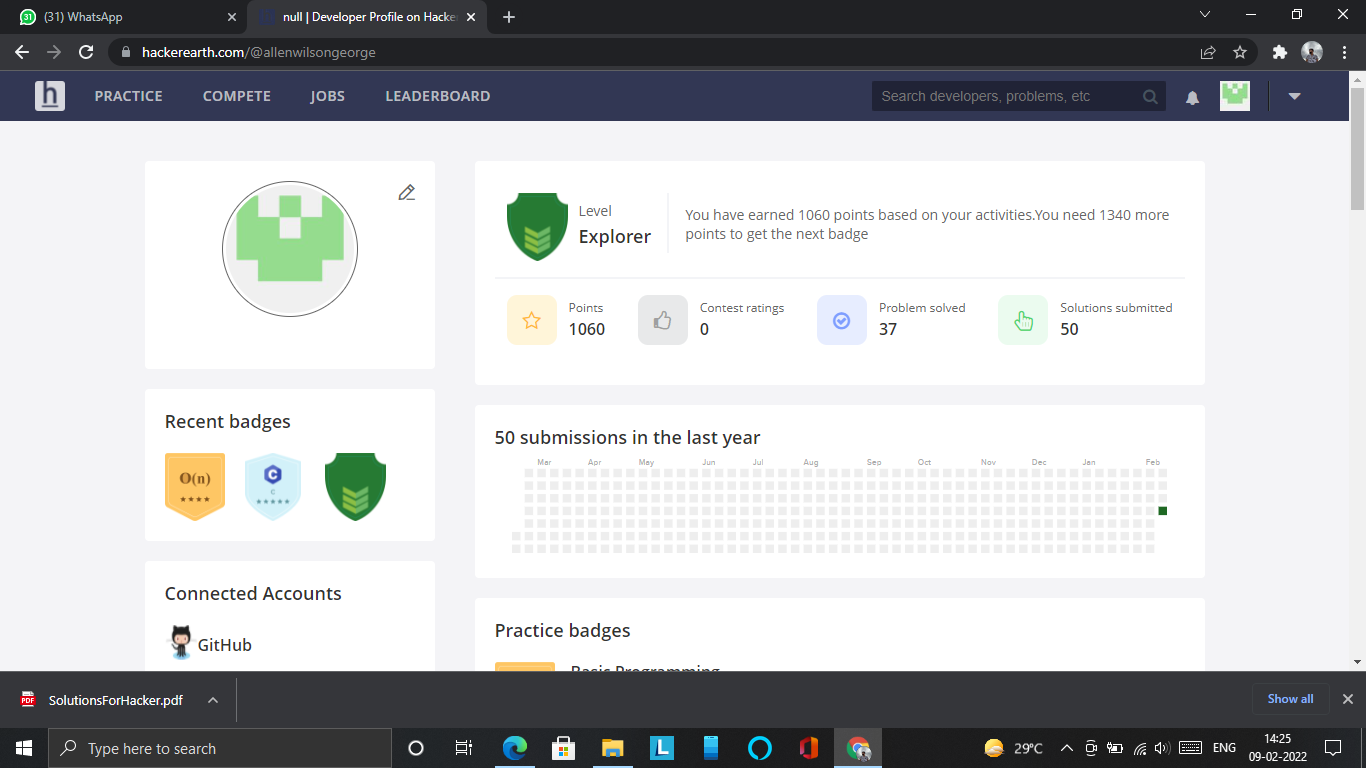 (31) WhatsApp
null | Developer Profile on Hacke
hackerearth.com/@allenwilsongeorge
h PRACTICE COMPETE JOBS LEADERBOARD Search developers, problems, etc
Level
Explorer
You have earned 1060 points based on your activities.You need 1340 more
points to get the next badge
Points
1060
Contest ratings
0
Problem solved
37
Solutions submitted
50
Recent badges
O(n)
C
C
50 submissions in the last year
Mar Apr May Jun Jul Aug Sep Oct Nov Dec Jan Feb
Connected Accounts
GitHub
Practice badges
Basic Programming
PDF SolutionsForHacker.pdf
Show all
Type here to search
L
29°C
ENG
14:25
09-02-2022